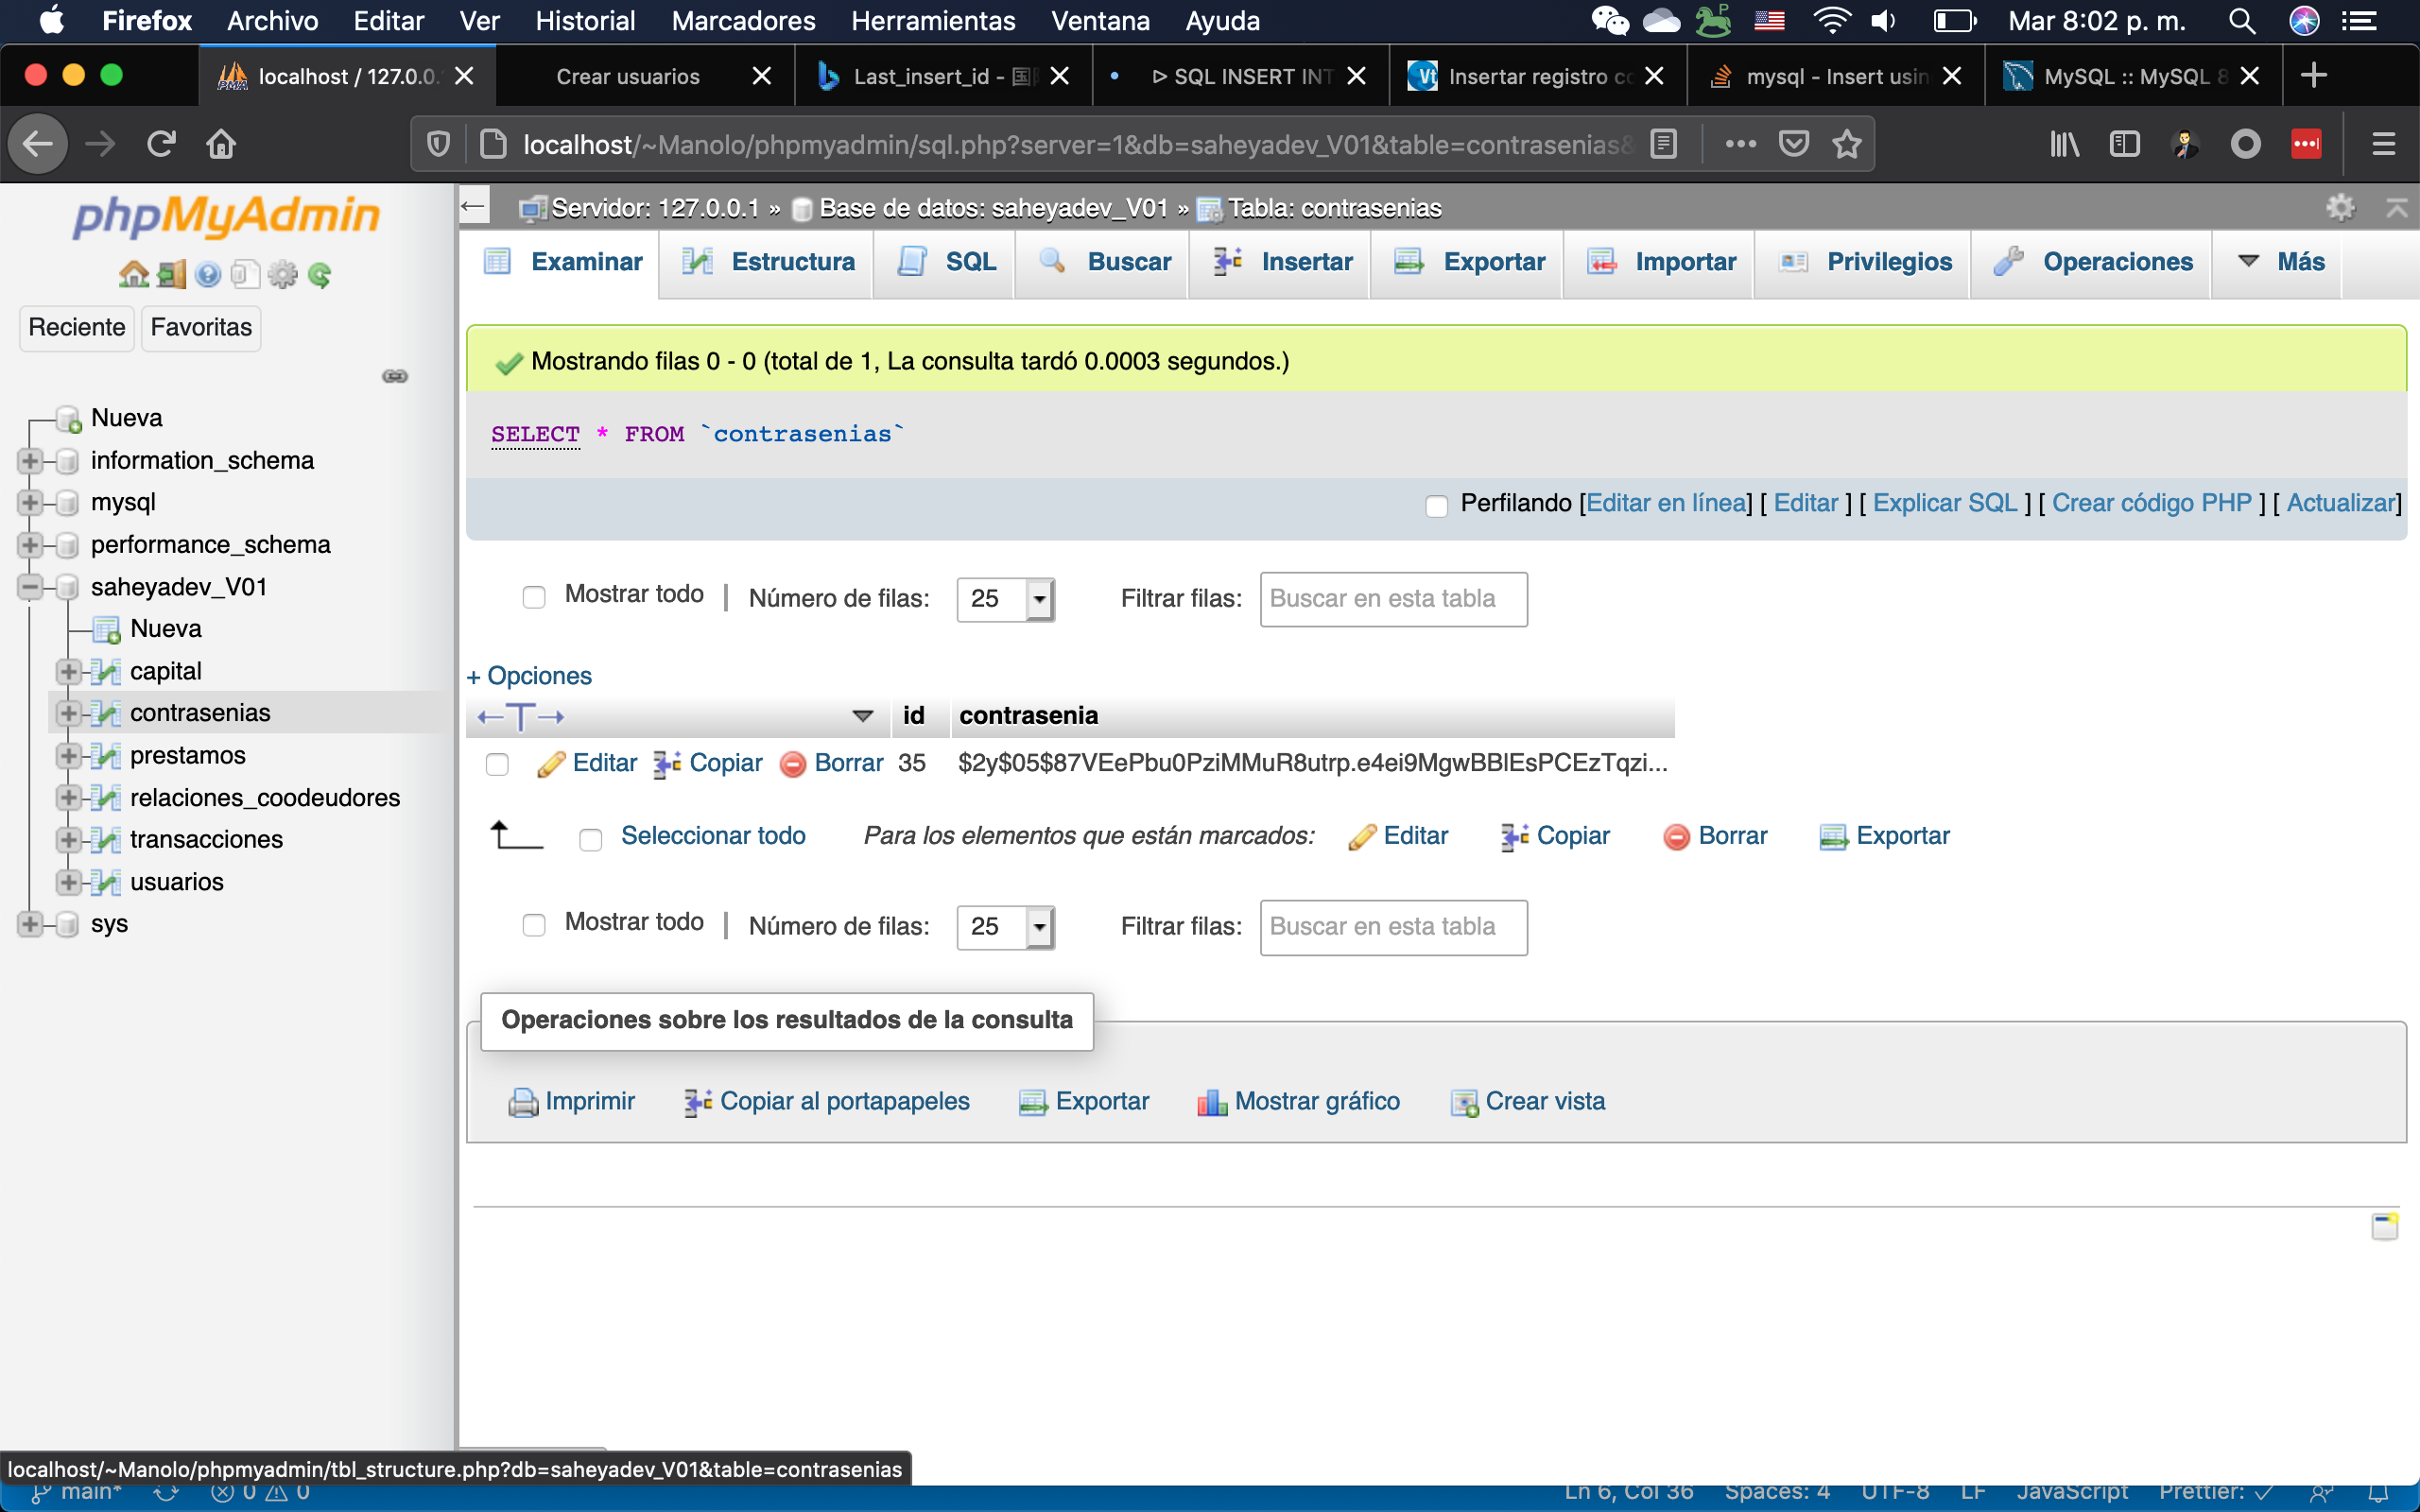 Firefox Archivo Editar Ver Historial Marcadores Herramientas Ventana Ayuda Mar 8:02 p. m.
localhost / 127.0.0. Crear usuarios Last_insert_id - SQL INSERT INT Insertar registro co mysql - Insert usin MySQL :: MySQL 8
localhost/~Manolo/phpmyadmin/sql.php?server=1&db=saheyadev_V01&table=contrasenias&
phpMyAdmin
Reciente Favoritas
Nueva
information_schema
mysql
performance_schema
saheyadev_V01
Nueva
capital
contrasenias
prestamos
relaciones_coodeudores
transacciones
usuarios
sys
Servidor: 127.0.0.1 » Base de datos: saheyadev_V01 » Tabla: contrasenias
Examinar Estructura SQL Buscar Insertar Exportar Importar Privilegios Operaciones Más
Mostrando filas 0 - 0 (total de 1, La consulta tardó 0.0003 segundos.)
SELECT * FROM `contrasenias`
Perfilando [Editar en línea] [ Editar ] [ Explicar SQL ] [ Crear código PHP ] [ Actualizar]
Mostrar todo | Número de filas: 25 Filtrar filas: Buscar en esta tabla
+ Opciones
←T→ id contrasenia
Editar Copiar Borrar 35 $2y$05$87VEePbu0PziMMuR8utrp.e4ei9MgwBBlEsPCEzTqzi...
Seleccionar todo Para los elementos que están marcados: Editar Copiar Borrar Exportar
Mostrar todo | Número de filas: 25 Filtrar filas: Buscar en esta tabla
Operaciones sobre los resultados de la consulta
Imprimir Copiar al portapapeles Exportar Mostrar gráfico Crear vista
localhost/~Manolo/phpmyadmin/tbl_structure.php?db=saheyadev_V01&table=contrasenias
main* 0 0 Ln 6, Col 36 Spaces: 4 UTF-8 LF JavaScript Prettier: ✓